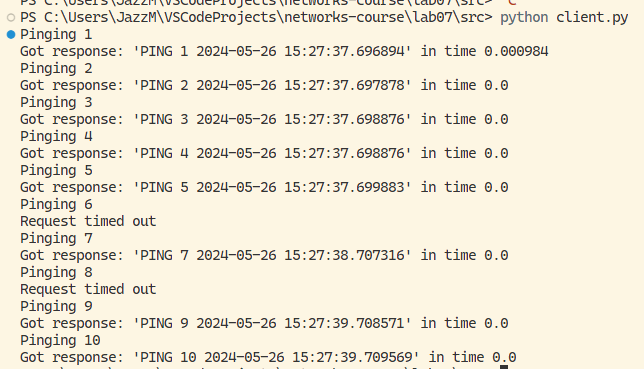 PS C:\Users\JazzM\VSCodeProjects\networks-course\lab07\src> ^C
PS C:\Users\JazzM\VSCodeProjects\networks-course\lab07\src> python client.py
Pinging 1
Got response: 'PING 1 2024-05-26 15:27:37.696894' in time 0.000984
Pinging 2
Got response: 'PING 2 2024-05-26 15:27:37.697878' in time 0.0
Pinging 3
Got response: 'PING 3 2024-05-26 15:27:37.698876' in time 0.0
Pinging 4
Got response: 'PING 4 2024-05-26 15:27:37.698876' in time 0.0
Pinging 5
Got response: 'PING 5 2024-05-26 15:27:37.699883' in time 0.0
Pinging 6
Request timed out
Pinging 7
Got response: 'PING 7 2024-05-26 15:27:38.707316' in time 0.0
Pinging 8
Request timed out
Pinging 9
Got response: 'PING 9 2024-05-26 15:27:39.708571' in time 0.0
Pinging 10
Got response: 'PING 10 2024-05-26 15:27:39.709569' in time 0.0